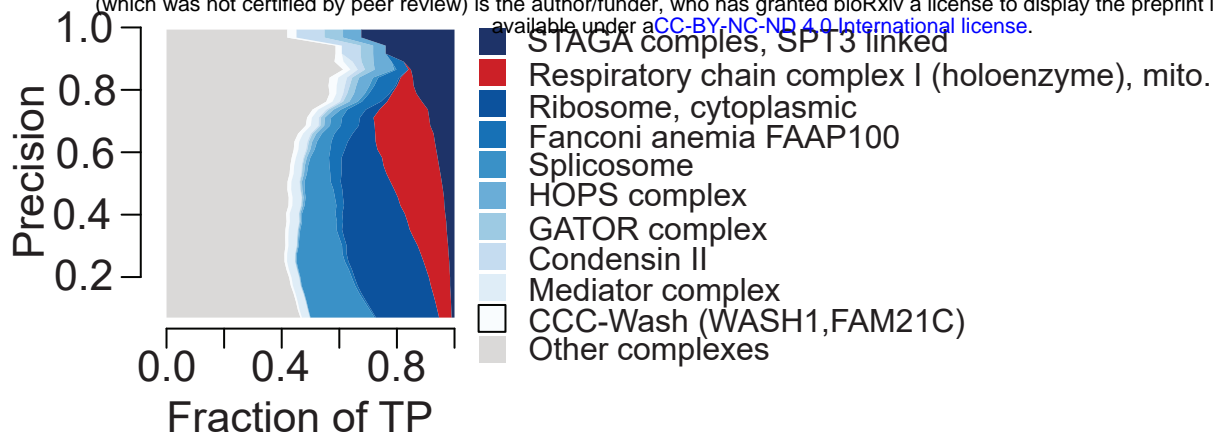 (which was not certified by peer review) is the author/funder, who has granted bioRxiv a license to display the preprint i
available under aCC-BY-NC-ND 4.0 International license.
1.0
0.8
0.6
0.4
0.2
Precision
0.0
0.4
0.8
Fraction of TP
STAGA comples, SPT3 linked
Respiratory chain complex I (holoenzyme), mito.
Ribosome, cytoplasmic
Fanconi anemia FAAP100
Splicosome
HOPS complex
GATOR complex
Condensin II
Mediator complex
CCC-Wash (WASH1,FAM21C)
Other complexes